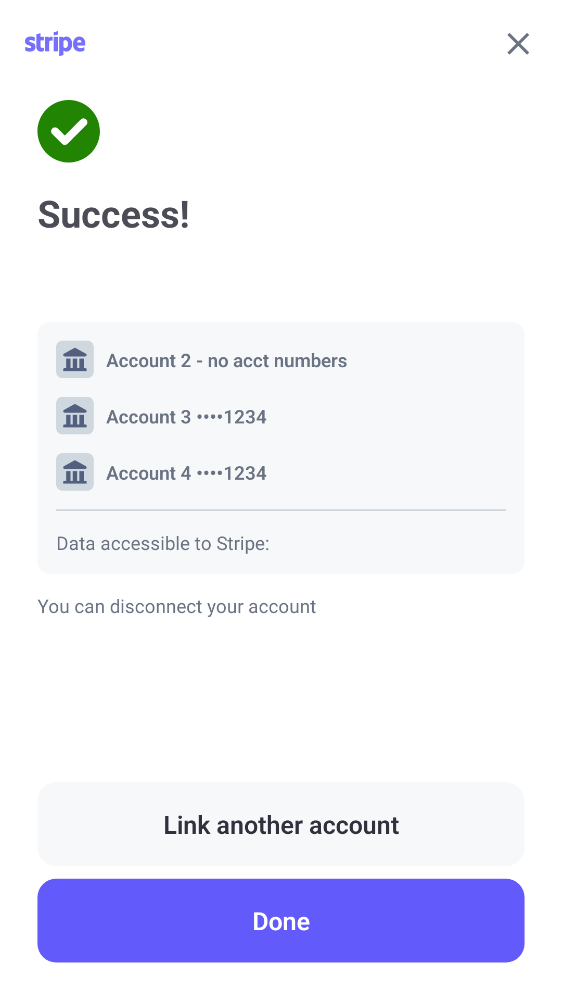 stripe
Success!
Account 2 - no acct numbers
Account 3 ••••1234
Account 4 ••••1234
Data accessible to Stripe:
You can disconnect your account
Link another account
Done